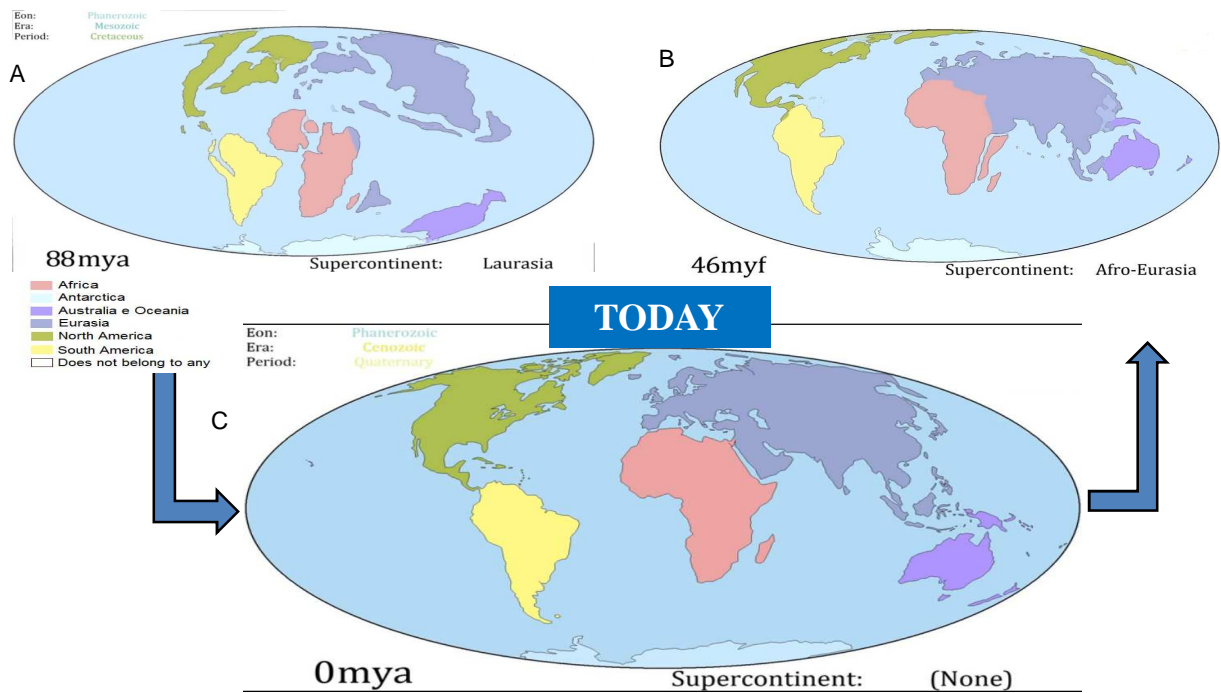 Eon: Phanerozoic
Era: Mesozoic
Period: Cretaceous
A
88mya
Supercontinent: Laurasia
B
46myf
Supercontinent: Afro-Eurasia
Africa
Antarctica
Australia e Oceania
Eurasia
North America
South America
Does not belong to any
TODAY
Eon: Phanerozoic
Era: Cenozoic
Period: Quaternary
C
0mya
Supercontinent: (None)